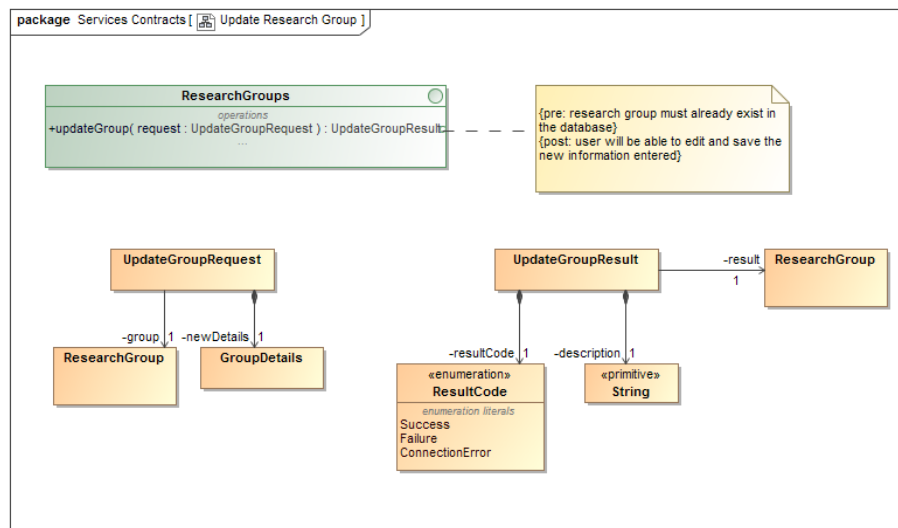 package Services Contracts [ Update Research Group ]
ResearchGroups
operations
+updateGroup( request : UpdateGroupRequest ) : UpdateGroupResult
...
{pre: research group must already exist in
the database}
{post: user will be able to edit and save the
new information entered}
UpdateGroupRequest
-group 1
-newDetails 1
ResearchGroup
GroupDetails
UpdateGroupResult
-result
1
ResearchGroup
-resultCode 1
-description 1
«enumeration»
ResultCode
enumeration literals
Success
Failure
ConnectionError
«primitive»
String